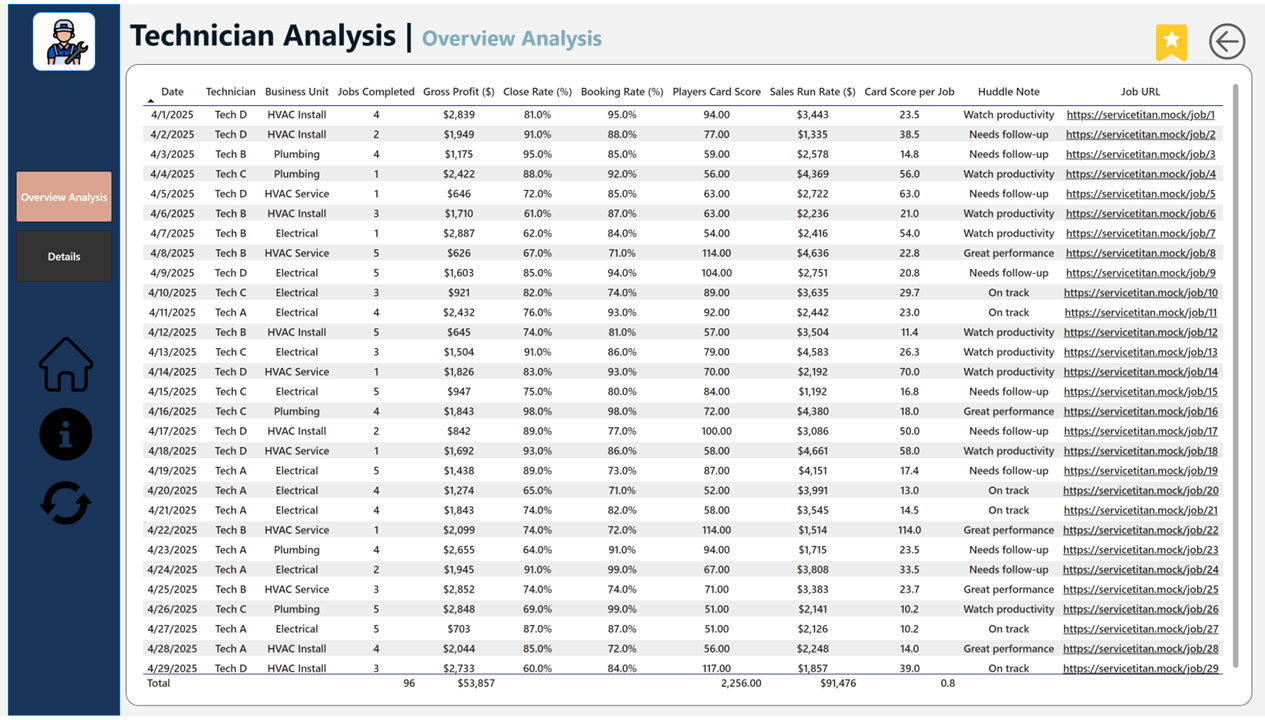 Technician Analysis | Overview Analysis
Overview Analysis
Details
Date Technician Business Unit Jobs Completed Gross Profit ($) Close Rate (%) Booking Rate (%) Players Card Score Sales Run Rate ($) Card Score per Job Huddle Note Job URL
4/1/2025 Tech D HVAC Install 4 $2,839 81.0% 95.0% 94.00 $3,443 23.5 Watch productivity https://servicetitan.mock/job/1
4/2/2025 Tech D HVAC Install 2 $1,949 91.0% 88.0% 77.00 $1,335 38.5 Needs follow-up https://servicetitan.mock/job/2
4/3/2025 Tech B Plumbing 4 $1,175 95.0% 85.0% 59.00 $2,578 14.8 Needs follow-up https://servicetitan.mock/job/3
4/4/2025 Tech C Plumbing 1 $2,422 88.0% 92.0% 56.00 $4,369 56.0 Watch productivity https://servicetitan.mock/job/4
4/5/2025 Tech D HVAC Service 1 $646 72.0% 85.0% 63.00 $2,722 63.0 Needs follow-up https://servicetitan.mock/job/5
4/6/2025 Tech B HVAC Install 3 $1,710 61.0% 87.0% 63.00 $2,236 21.0 Watch productivity https://servicetitan.mock/job/6
4/7/2025 Tech B Electrical 1 $2,887 62.0% 84.0% 54.00 $2,416 54.0 Watch productivity https://servicetitan.mock/job/7
4/8/2025 Tech B HVAC Service 5 $626 67.0% 71.0% 114.00 $4,636 22.8 Great performance https://servicetitan.mock/job/8
4/9/2025 Tech D Electrical 5 $1,603 85.0% 94.0% 104.00 $2,751 20.8 Needs follow-up https://servicetitan.mock/job/9
4/10/2025 Tech C Electrical 3 $921 82.0% 74.0% 89.00 $3,635 29.7 On track https://servicetitan.mock/job/10
4/11/2025 Tech A Electrical 4 $2,432 76.0% 93.0% 92.00 $2,442 23.0 On track https://servicetitan.mock/job/11
4/12/2025 Tech B HVAC Install 5 $645 74.0% 81.0% 57.00 $3,504 11.4 Watch productivity https://servicetitan.mock/job/12
4/13/2025 Tech C Electrical 3 $1,504 91.0% 86.0% 79.00 $4,583 26.3 Watch productivity https://servicetitan.mock/job/13
4/14/2025 Tech D HVAC Service 1 $1,826 83.0% 93.0% 70.00 $2,192 70.0 Watch productivity https://servicetitan.mock/job/14
4/15/2025 Tech C Electrical 5 $947 75.0% 80.0% 84.00 $1,192 16.8 Needs follow-up https://servicetitan.mock/job/15
4/16/2025 Tech C Plumbing 4 $1,843 98.0% 98.0% 72.00 $4,380 18.0 Great performance https://servicetitan.mock/job/16
4/17/2025 Tech D HVAC Install 2 $842 89.0% 77.0% 100.00 $3,086 50.0 Needs follow-up https://servicetitan.mock/job/17
4/18/2025 Tech D HVAC Service 1 $1,692 93.0% 86.0% 58.00 $4,661 58.0 Watch productivity https://servicetitan.mock/job/18
4/19/2025 Tech A Electrical 5 $1,438 89.0% 73.0% 87.00 $4,151 17.4 Needs follow-up https://servicetitan.mock/job/19
4/20/2025 Tech A Electrical 4 $1,274 65.0% 71.0% 52.00 $3,991 13.0 On track https://servicetitan.mock/job/20
4/21/2025 Tech A Electrical 4 $1,843 74.0% 82.0% 58.00 $3,545 14.5 On track https://servicetitan.mock/job/21
4/22/2025 Tech B HVAC Service 1 $2,099 74.0% 72.0% 114.00 $1,514 114.0 Great performance https://servicetitan.mock/job/22
4/23/2025 Tech A Plumbing 4 $2,655 64.0% 91.0% 94.00 $1,715 23.5 Needs follow-up https://servicetitan.mock/job/23
4/24/2025 Tech A Electrical 2 $1,945 91.0% 99.0% 67.00 $3,808 33.5 Needs follow-up https://servicetitan.mock/job/24
4/25/2025 Tech B HVAC Service 3 $2,852 74.0% 74.0% 71.00 $3,383 23.7 Great performance https://servicetitan.mock/job/25
4/26/2025 Tech C Plumbing 5 $2,848 69.0% 99.0% 51.00 $2,141 10.2 Watch productivity https://servicetitan.mock/job/26
4/27/2025 Tech A Electrical 5 $703 87.0% 87.0% 51.00 $2,126 10.2 On track https://servicetitan.mock/job/27
4/28/2025 Tech A HVAC Install 4 $2,044 85.0% 72.0% 56.00 $2,248 14.0 Great performance https://servicetitan.mock/job/28
4/29/2025 Tech D HVAC Install 3 $2,733 60.0% 84.0% 117.00 $1,857 39.0 On track https://servicetitan.mock/job/29
Total 96 $53,857 2,256.00 $91,476 0.8